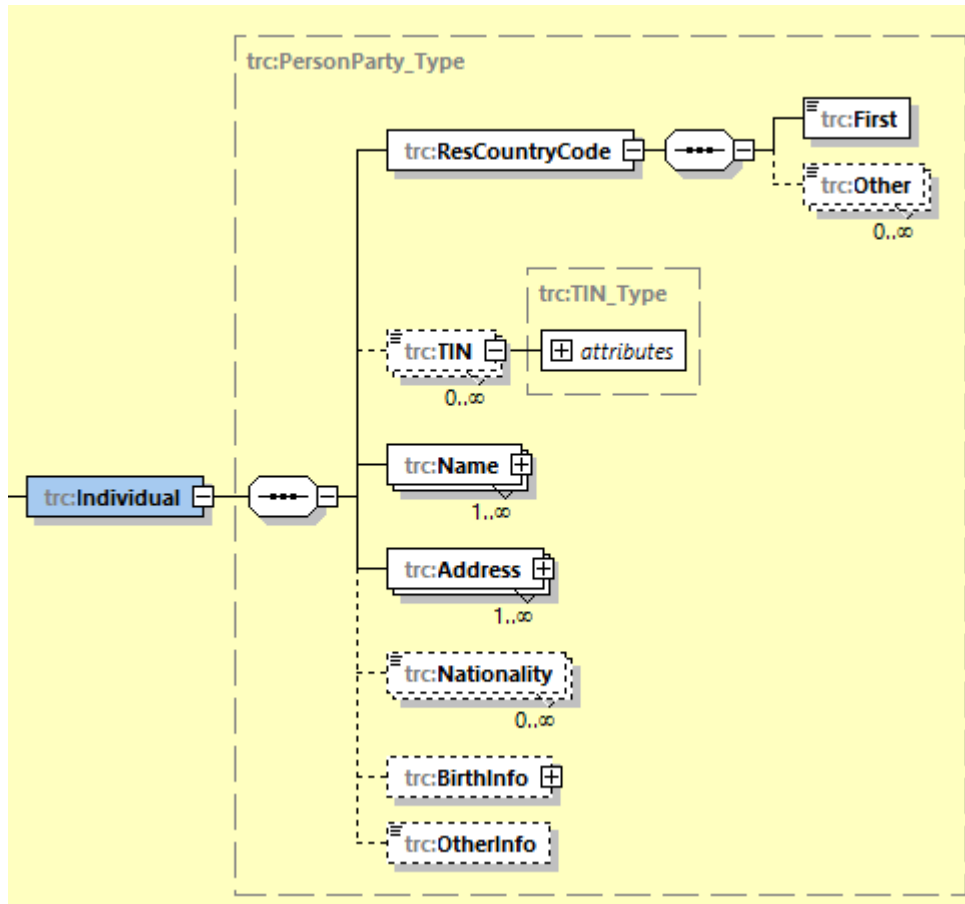 trc:PersonParty_Type
trc:First
trc:ResCountryCode
trc:Other
0..∞
trc:TIN_Type
trc:TIN
attributes
0..∞
trc:Name
1..∞
trc:Individual
trc:Address
1..∞
trc:Nationality
0..∞
trc:BirthInfo
trc:OtherInfo